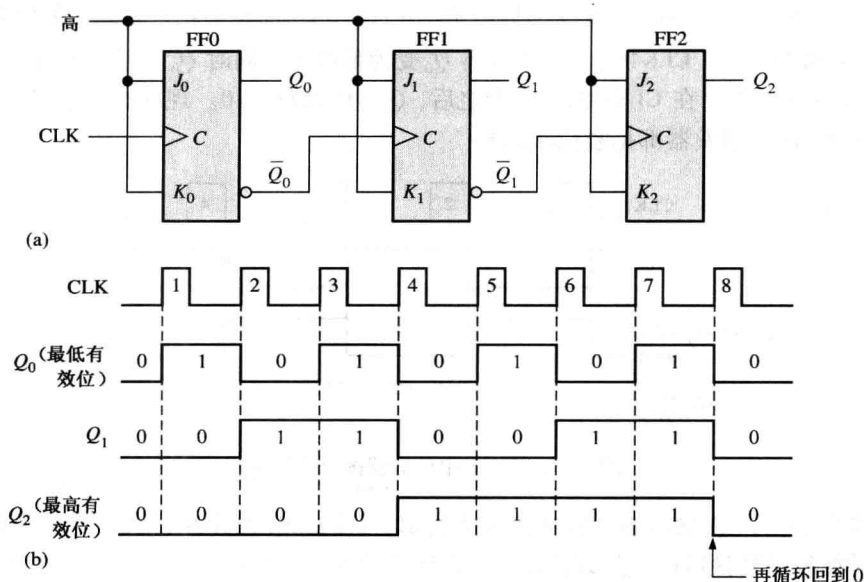 高
FF0 FF1 FF2
J₀ Q₀ J₁ Q₁ J₂ Q₂
CLK C C C
Q̄₀ Q̄₁
K₀ K₁ K₂
(a)
CLK 1 2 3 4 5 6 7 8
Q₀（最低有
效位） 0 1 0 1 0 1 0 1 0
Q₁ 0 0 1 1 0 0 1 1 0
Q₂（最高有
效位） 0 0 0 0 1 1 1 1 0
(b)
再循环回到0